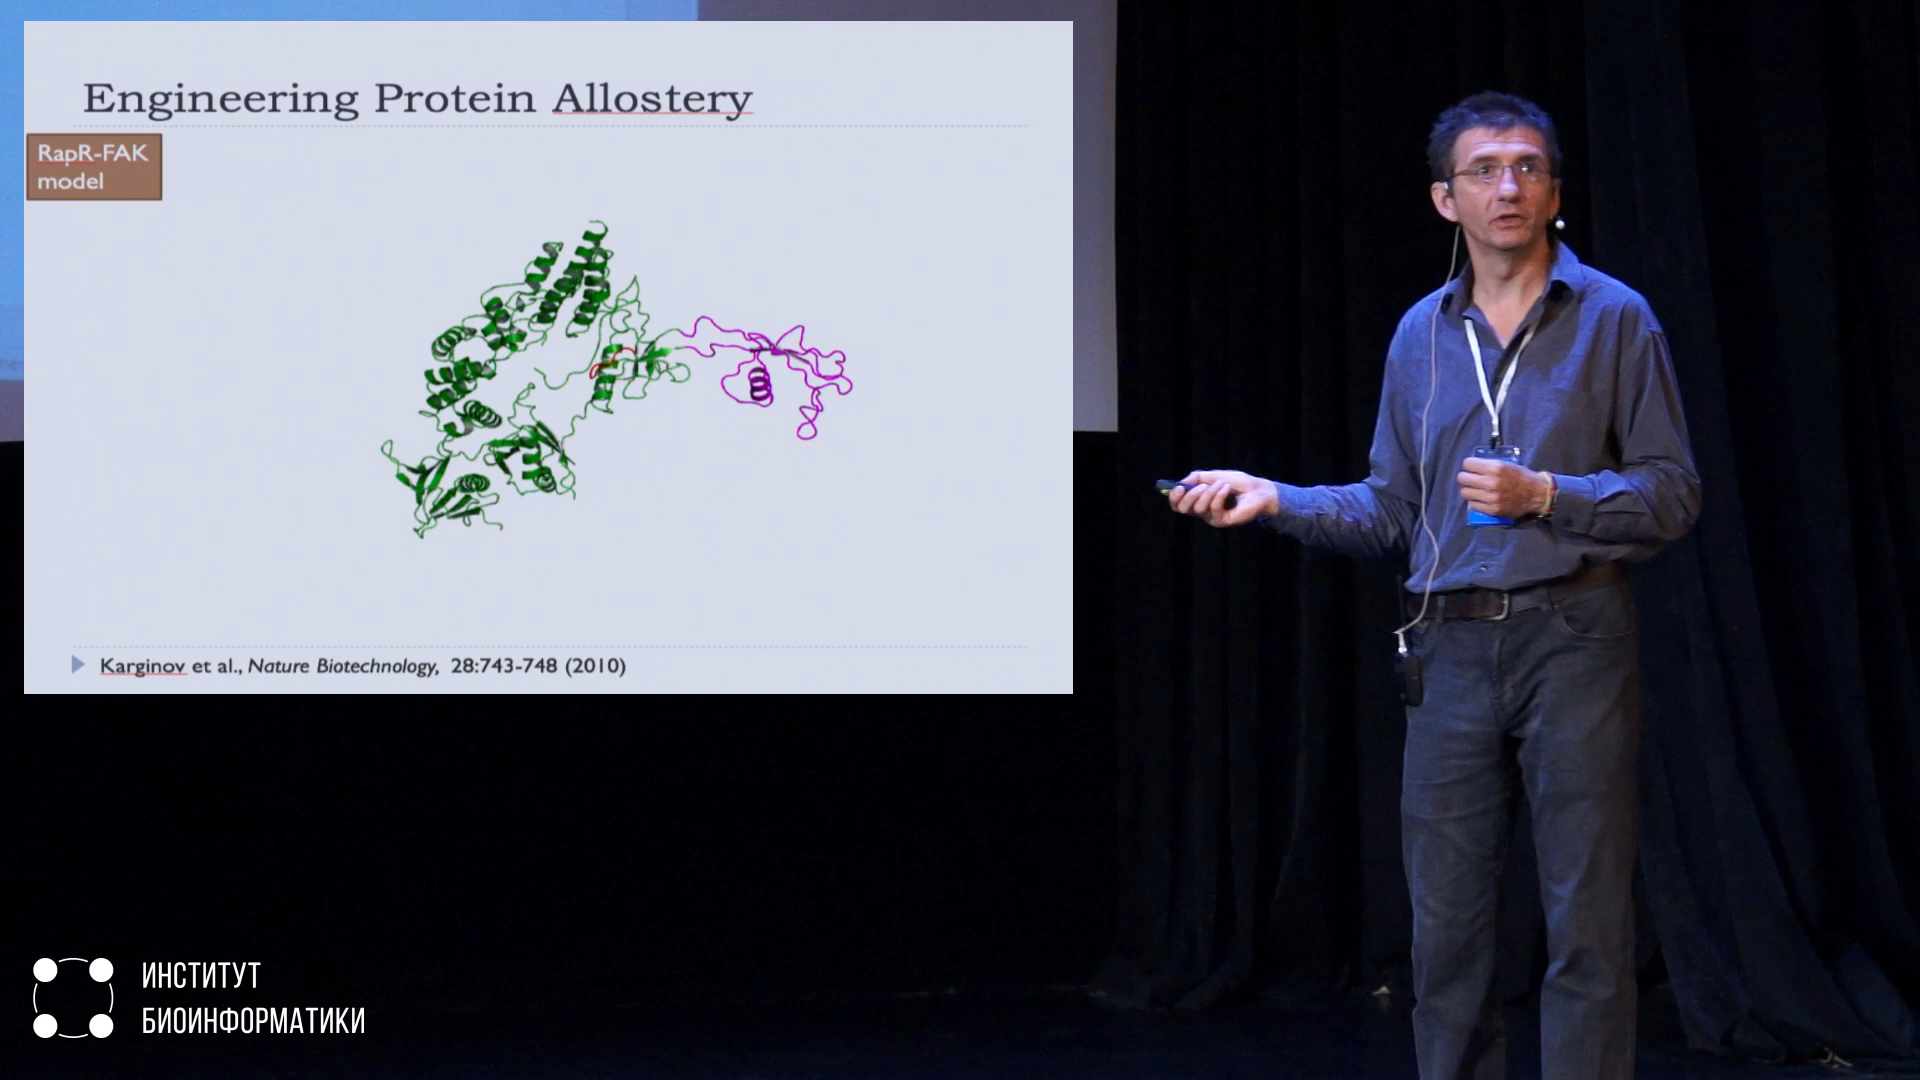 Engineering Protein Allostery
RapR-FAK
model
Karginov et al., Nature Biotechnology, 28:743-748 (2010)
ИНСТИТУТ
БИОИНФОРМАТИКИ